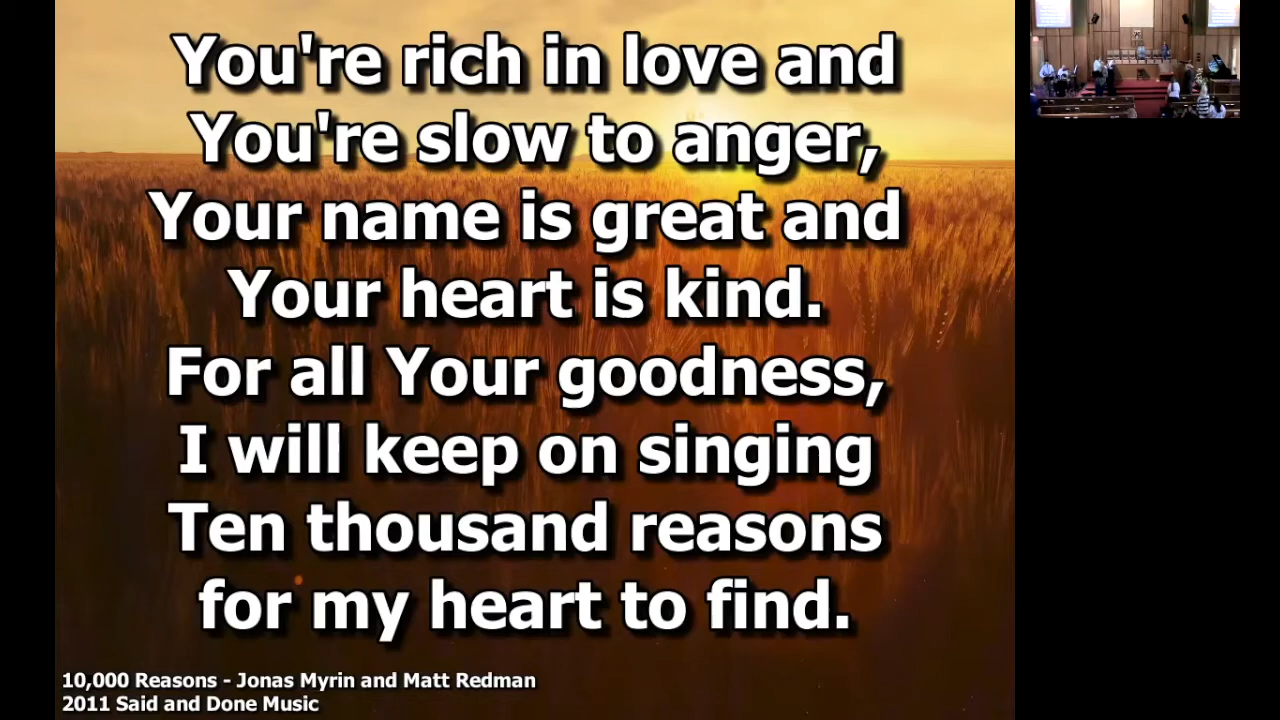 You're rich in love and
You're slow to anger,
Your name is great and
Your heart is kind.
For all Your goodness,
I will keep on singing
Ten thousand reasons
for my heart to find.
10,000 Reasons - Jonas Myrin and Matt Redman
2011 Said and Done Music